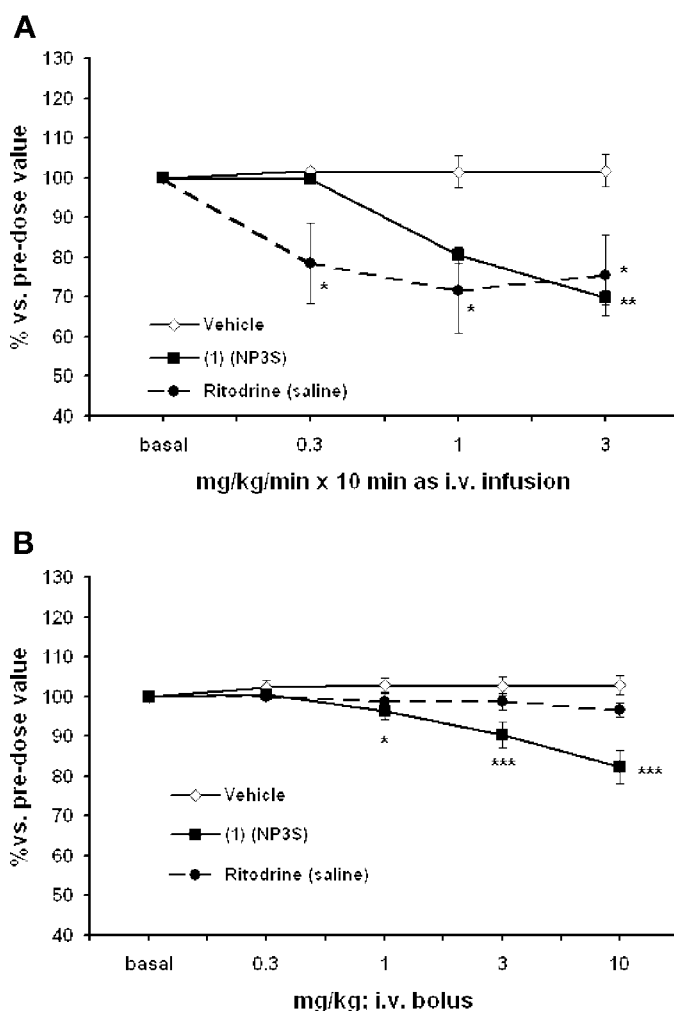 A
% vs. pre-dose value
130
120
110
100
90
80
70
60
50
40
*
*
*
**
Vehicle
(1) (NP3S)
Ritodrine (saline)
basal
0.3
1
3
mg/kg/min x 10 min as i.v. infusion
B
% vs. pre-dose value
130
120
110
100
90
80
70
60
50
40
*
***
***
Vehicle
(1) (NP3S)
Ritodrine (saline)
basal
0.3
1
3
10
mg/kg; i.v. bolus